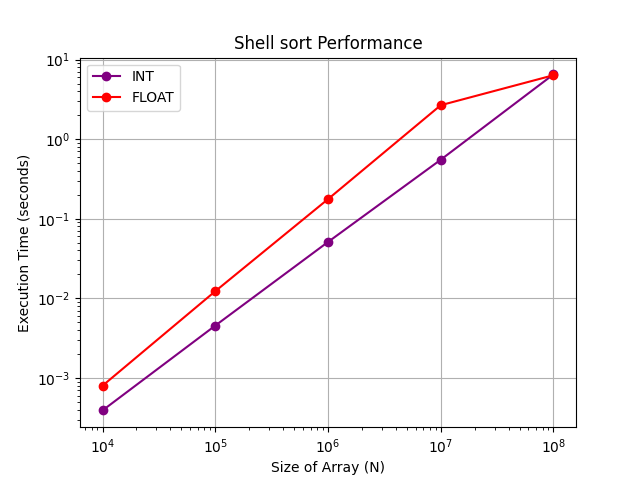 Shell sort Performance
INT
FLOAT
Execution Time (seconds)
10¹
10⁰
10⁻¹
10⁻²
10⁻³
10⁴ 10⁵ 10⁶ 10⁷ 10⁸
Size of Array (N)